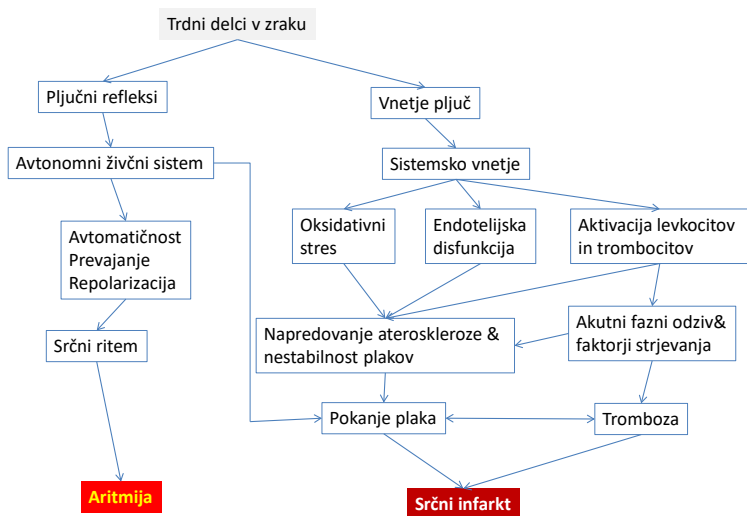 Trdni delci v zraku
Pljučni refleksi
Vnetje pljuč
Avtonomni živčni sistem
Sistemsko vnetje
Oksidativni
stres
Endotelijska
disfunkcija
Aktivacija levkocitov
in trombocitov
Avtomatičnost
Prevajanje
Repolarizacija
Napredovanje ateroskleroze &
nestabilnost plakov
Akutni fazni odziv&
faktorji strjevanja
Srčni ritem
Pokanje plaka
Tromboza
Aritmija
Srčni infarkt